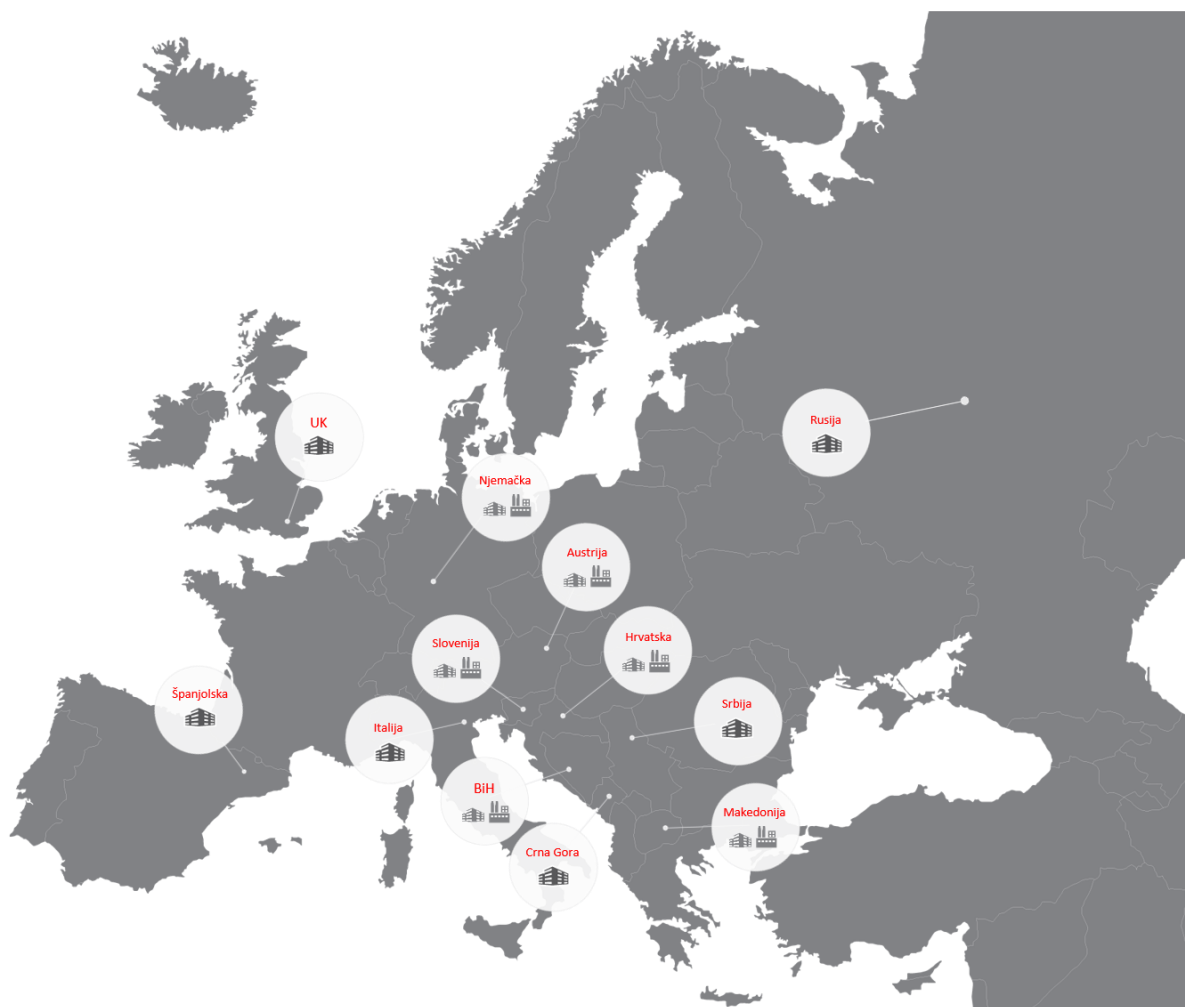 UK
Rusija
Njemačka
Austrija
Hrvatska
Slovenija
Španjolska
Srbija
Italija
BiH
Makedonija
Crna Gora